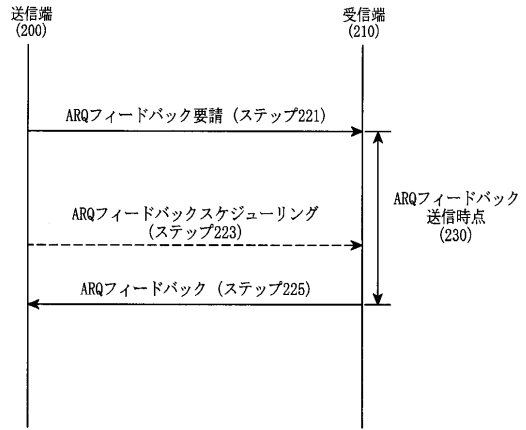 送信端
(200)
受信端
(210)
ARQフィードバック要請（ステップ221）
ARQフィードバックスケジューリング
（ステップ223）
ARQフィードバック（ステップ225）
ARQフィードバック
送信時点
(230)